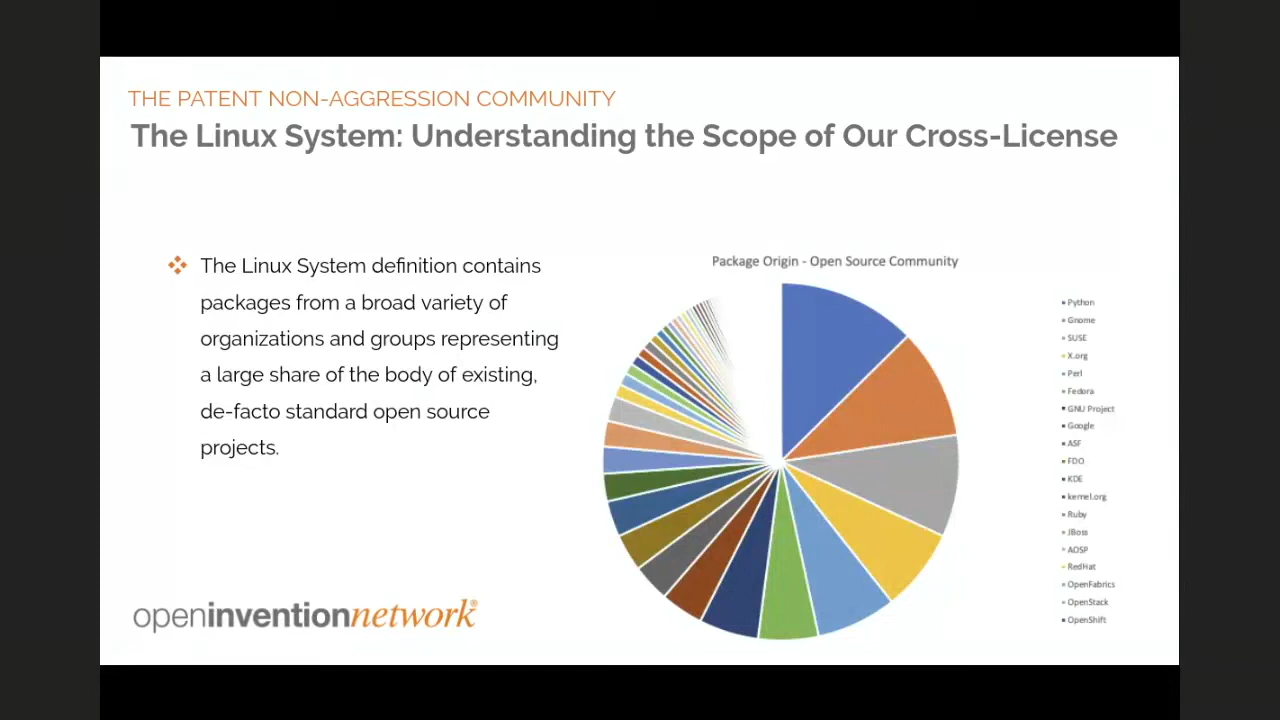 THE PATENT NON-AGGRESSION COMMUNITY
The Linux System: Understanding the Scope of Our Cross-License
The Linux System definition contains
packages from a broad variety of
organizations and groups representing
a large share of the body of existing,
de-facto standard open source
projects.
Package Origin - Open Source Community
Python
Gnome
SUSE
X.org
Perl
Fedora
GNU Project
Google
ASF
FDO
KDE
kernel.org
Ruby
JBoss
AOSP
RedHat
OpenFabrics
OpenStack
OpenShift
openinventionnetwork®